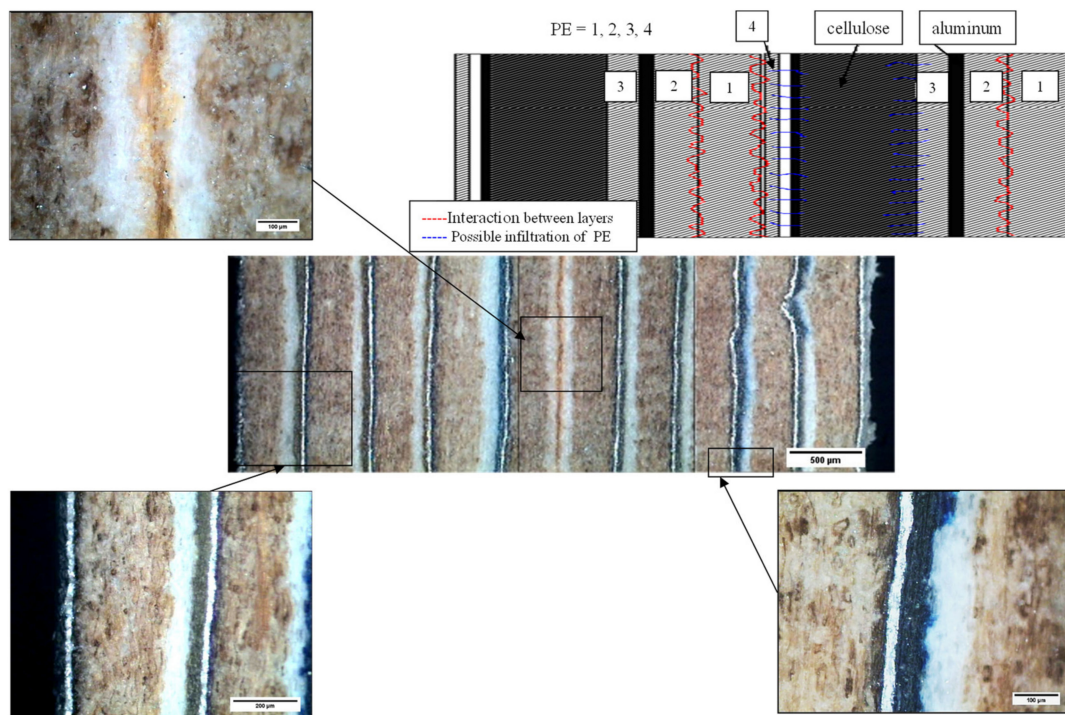 PE = 1, 2, 3, 4
4
cellulose
aluminum
3
2
1
3
2
1
Interaction between layers
Possible infiltration of PE
100 µm
500 µm
200 µm
100 µm